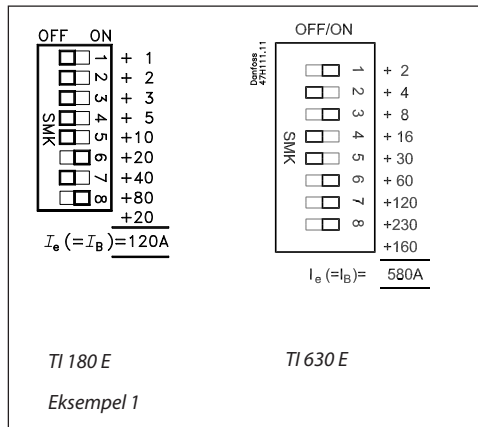 OFF ON
1 + 1
2 + 2
3 + 3
4 + 5
5 +10
6 +20
7 +40
8 +80
+20
SMK
Ie (=IB)=120A
TI 180 E
Eksempel 1
OFF/ON
Danfoss
47H111.11
1 + 2
2 + 4
3 + 8
4 + 16
5 + 30
6 + 60
7 +120
8 +230
+160
SMK
Ie (=IB)= 580A
TI 630 E